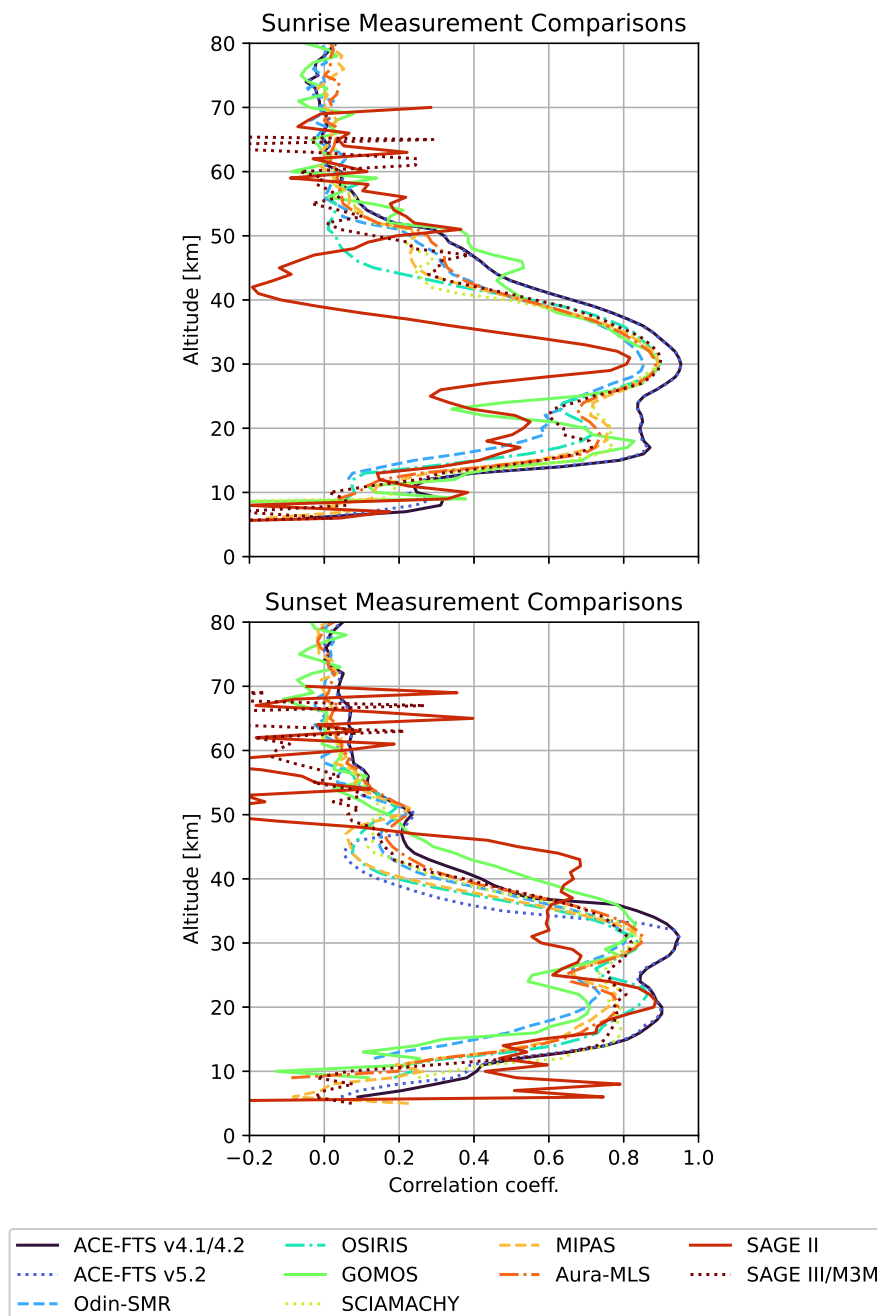 Sunrise Measurement Comparisons
80
70
60
50
40
30
20
10
0
Altitude [km]
Sunset Measurement Comparisons
80
70
60
50
40
30
20
10
0
Altitude [km]
−0.2 0.0 0.2 0.4 0.6 0.8 1.0
Correlation coeff.
ACE-FTS v4.1/4.2 OSIRIS MIPAS SAGE II
ACE-FTS v5.2 GOMOS Aura-MLS SAGE III/M3M
Odin-SMR SCIAMACHY